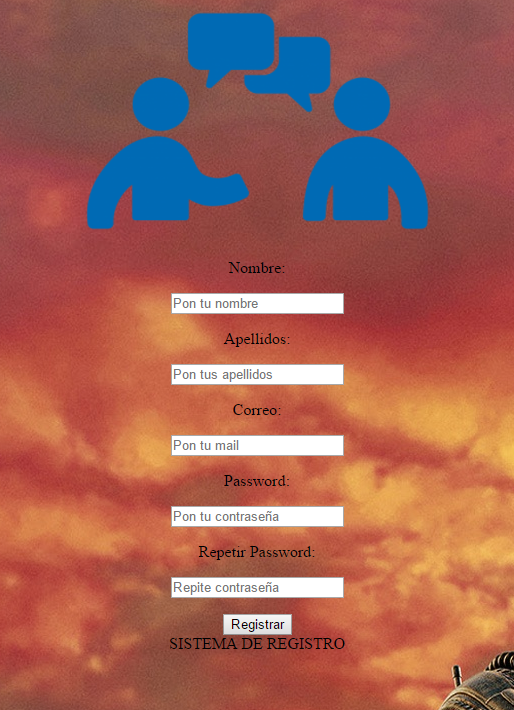 Nombre:
Pon tu nombre
Apellidos:
Pon tus apellidos
Correo:
Pon tu mail
Password:
Pon tu contraseña
Repetir Password:
Repite contraseña
Registrar
SISTEMA DE REGISTRO